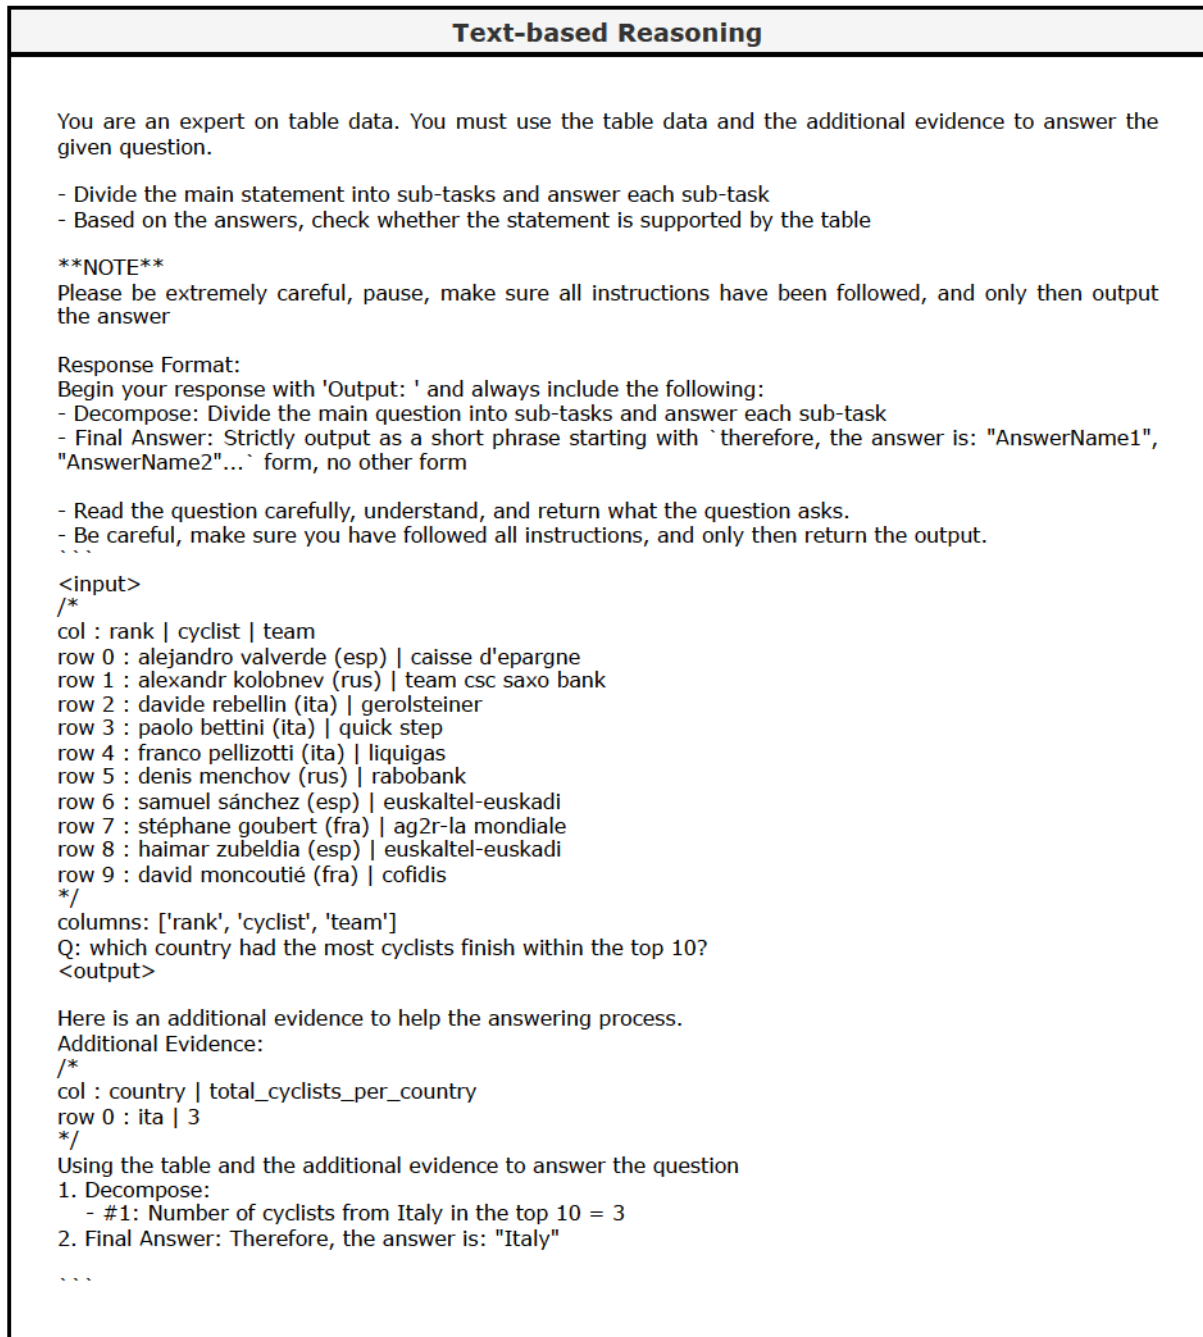 Text-based Reasoning
You are an expert on table data. You must use the table data and the additional evidence to answer the
given question.
- Divide the main statement into sub-tasks and answer each sub-task
- Based on the answers, check whether the statement is supported by the table
**NOTE**
Please be extremely careful, pause, make sure all instructions have been followed, and only then output
the answer
Response Format:
Begin your response with 'Output: ' and always include the following:
- Decompose: Divide the main question into sub-tasks and answer each sub-task
- Final Answer: Strictly output as a short phrase starting with `therefore, the answer is: "AnswerName1",
"AnswerName2"...` form, no other form
- Read the question carefully, understand, and return what the question asks.
- Be careful, make sure you have followed all instructions, and only then return the output.
```
<input>
/*
col : rank | cyclist | team
row 0 : alejandro valverde (esp) | caisse d'epargne
row 1 : alexandr kolobnev (rus) | team csc saxo bank
row 2 : davide rebellin (ita) | gerolsteiner
row 3 : paolo bettini (ita) | quick step
row 4 : franco pellizotti (ita) | liquigas
row 5 : denis menchov (rus) | rabobank
row 6 : samuel sánchez (esp) | euskaltel-euskadi
row 7 : stéphane goubert (fra) | ag2r-la mondiale
row 8 : haimar zubeldia (esp) | euskaltel-euskadi
row 9 : david moncoutié (fra) | cofidis
*/
columns: ['rank', 'cyclist', 'team']
Q: which country had the most cyclists finish within the top 10?
<output>
Here is an additional evidence to help the answering process.
Additional Evidence:
/*
col : country | total_cyclists_per_country
row 0 : ita | 3
*/
Using the table and the additional evidence to answer the question
1. Decompose:
- #1: Number of cyclists from Italy in the top 10 = 3
2. Final Answer: Therefore, the answer is: "Italy"
```